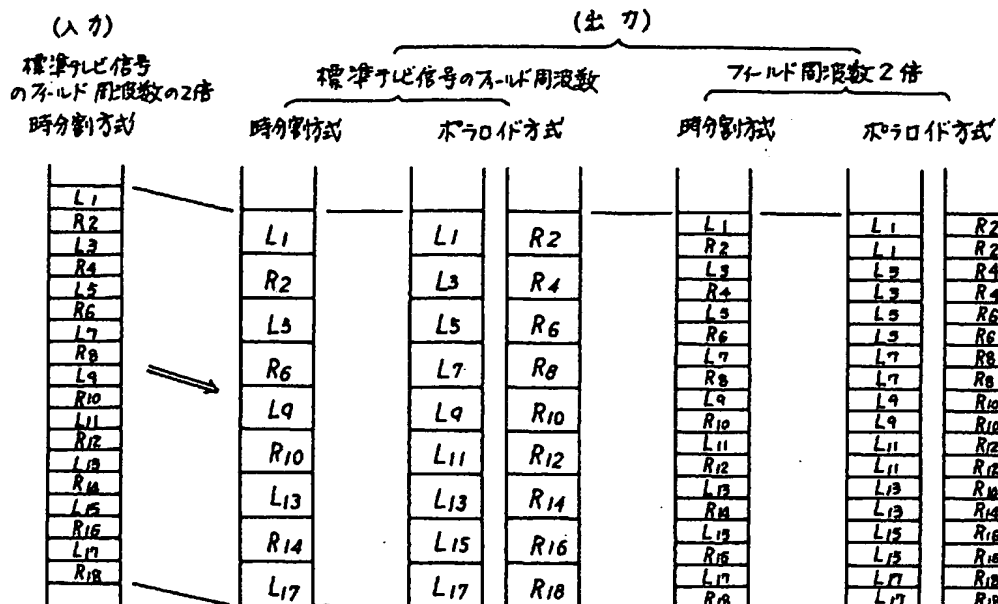 (入力)
標準テレビ信号
のフィールド周波数の2倍
時分割方式
(出力)
標準テレビ信号のフィールド周波数
フィールド周波数2倍
時分割方式
ポラロイド方式
時分割方式
ポラロイド方式
L1
R2
L3
R4
L5
R6
L7
R8
L9
R10
L11
R12
L13
R14
L15
R16
L17
R18
L1
R2
L5
R6
L9
R10
L13
R14
L17
L1
L3
L5
L7
L9
L11
L13
L15
L17
R2
R4
R6
R8
R10
R12
R14
R16
R18
L1
R2
L3
R4
L5
R6
L7
R8
L9
R10
L11
R12
L13
R14
L15
R16
L17
R18
L1
L1
L3
L3
L5
L5
L7
L7
L9
L9
L11
L11
L13
L13
L15
L15
L17
L17
R2
R2
R4
R4
R6
R6
R8
R8
R10
R10
R12
R12
R14
R14
R16
R16
R18
R18